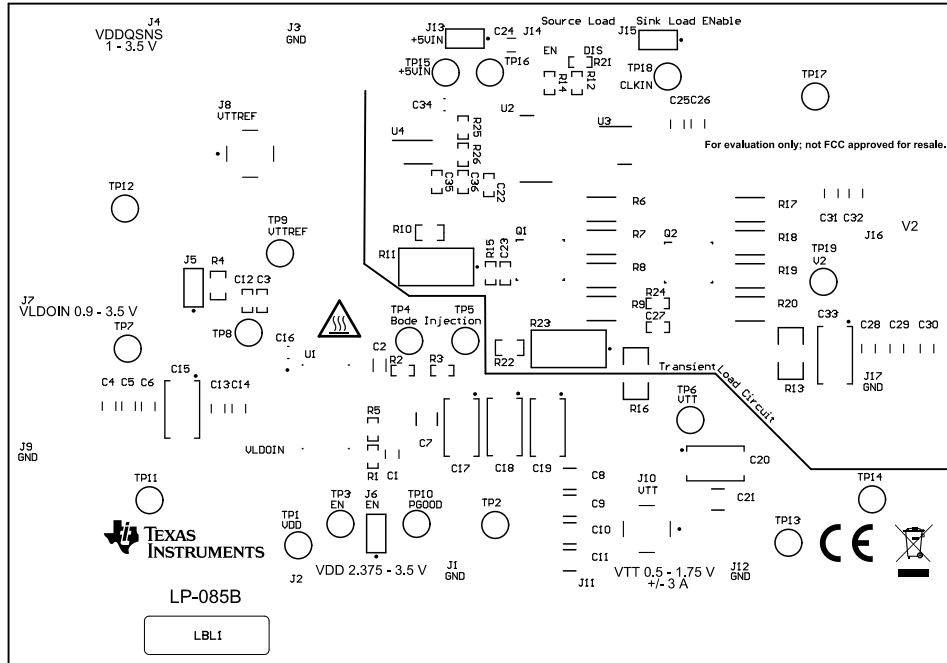 J4
VDDQSNS
1 - 3.5 V
J3
GND
J13
+5VIN
C24
J14
Source Load
Sink Load ENable
J15
EN
DIS
R21
TP15
+5VIN
TP16
R14
R12
TP18
CLKIN
TP17
J8
VTTREF
C34
U2
U3
C25
C26
U4
R25
R26
For evaluation only; not FCC approved for resale.
C35
C36
C22
TP12
R6
R17
C31
C32
J16
V2
TP9
VTTREF
R10
Q1
R7
Q2
R18
R11
R15
C23
R8
R19
TP19
V2
J5
R4
C12
C3
R24
R9
R20
J7
VLDOIN 0.9 - 3.5 V
TP7
TP8
TP4
TP5
Bode Injection
R23
C27
C33
C28
C29
C30
C16
U1
C2
R2
R3
R22
Transient Load Circuit
R13
J17
GND
C4
C5
C6
C15
C13
C14
R16
TP6
VTT
R5
C7
J9
GND
VLDOIN
R1
C1
C17
C18
C19
C20
C8
J10
VTT
C21
TP11
TP3
EN
J6
EN
TP10
PGOOD
TP2
C9
TP14
TP1
VDD
C10
TP13
TEXAS
INSTRUMENTS
C11
J2
VDD 2.375 - 3.5 V
J1
GND
J11
VTT 0.5 - 1.75 V
+/- 3 A
J12
GND
CE
LP-085B
LBL1